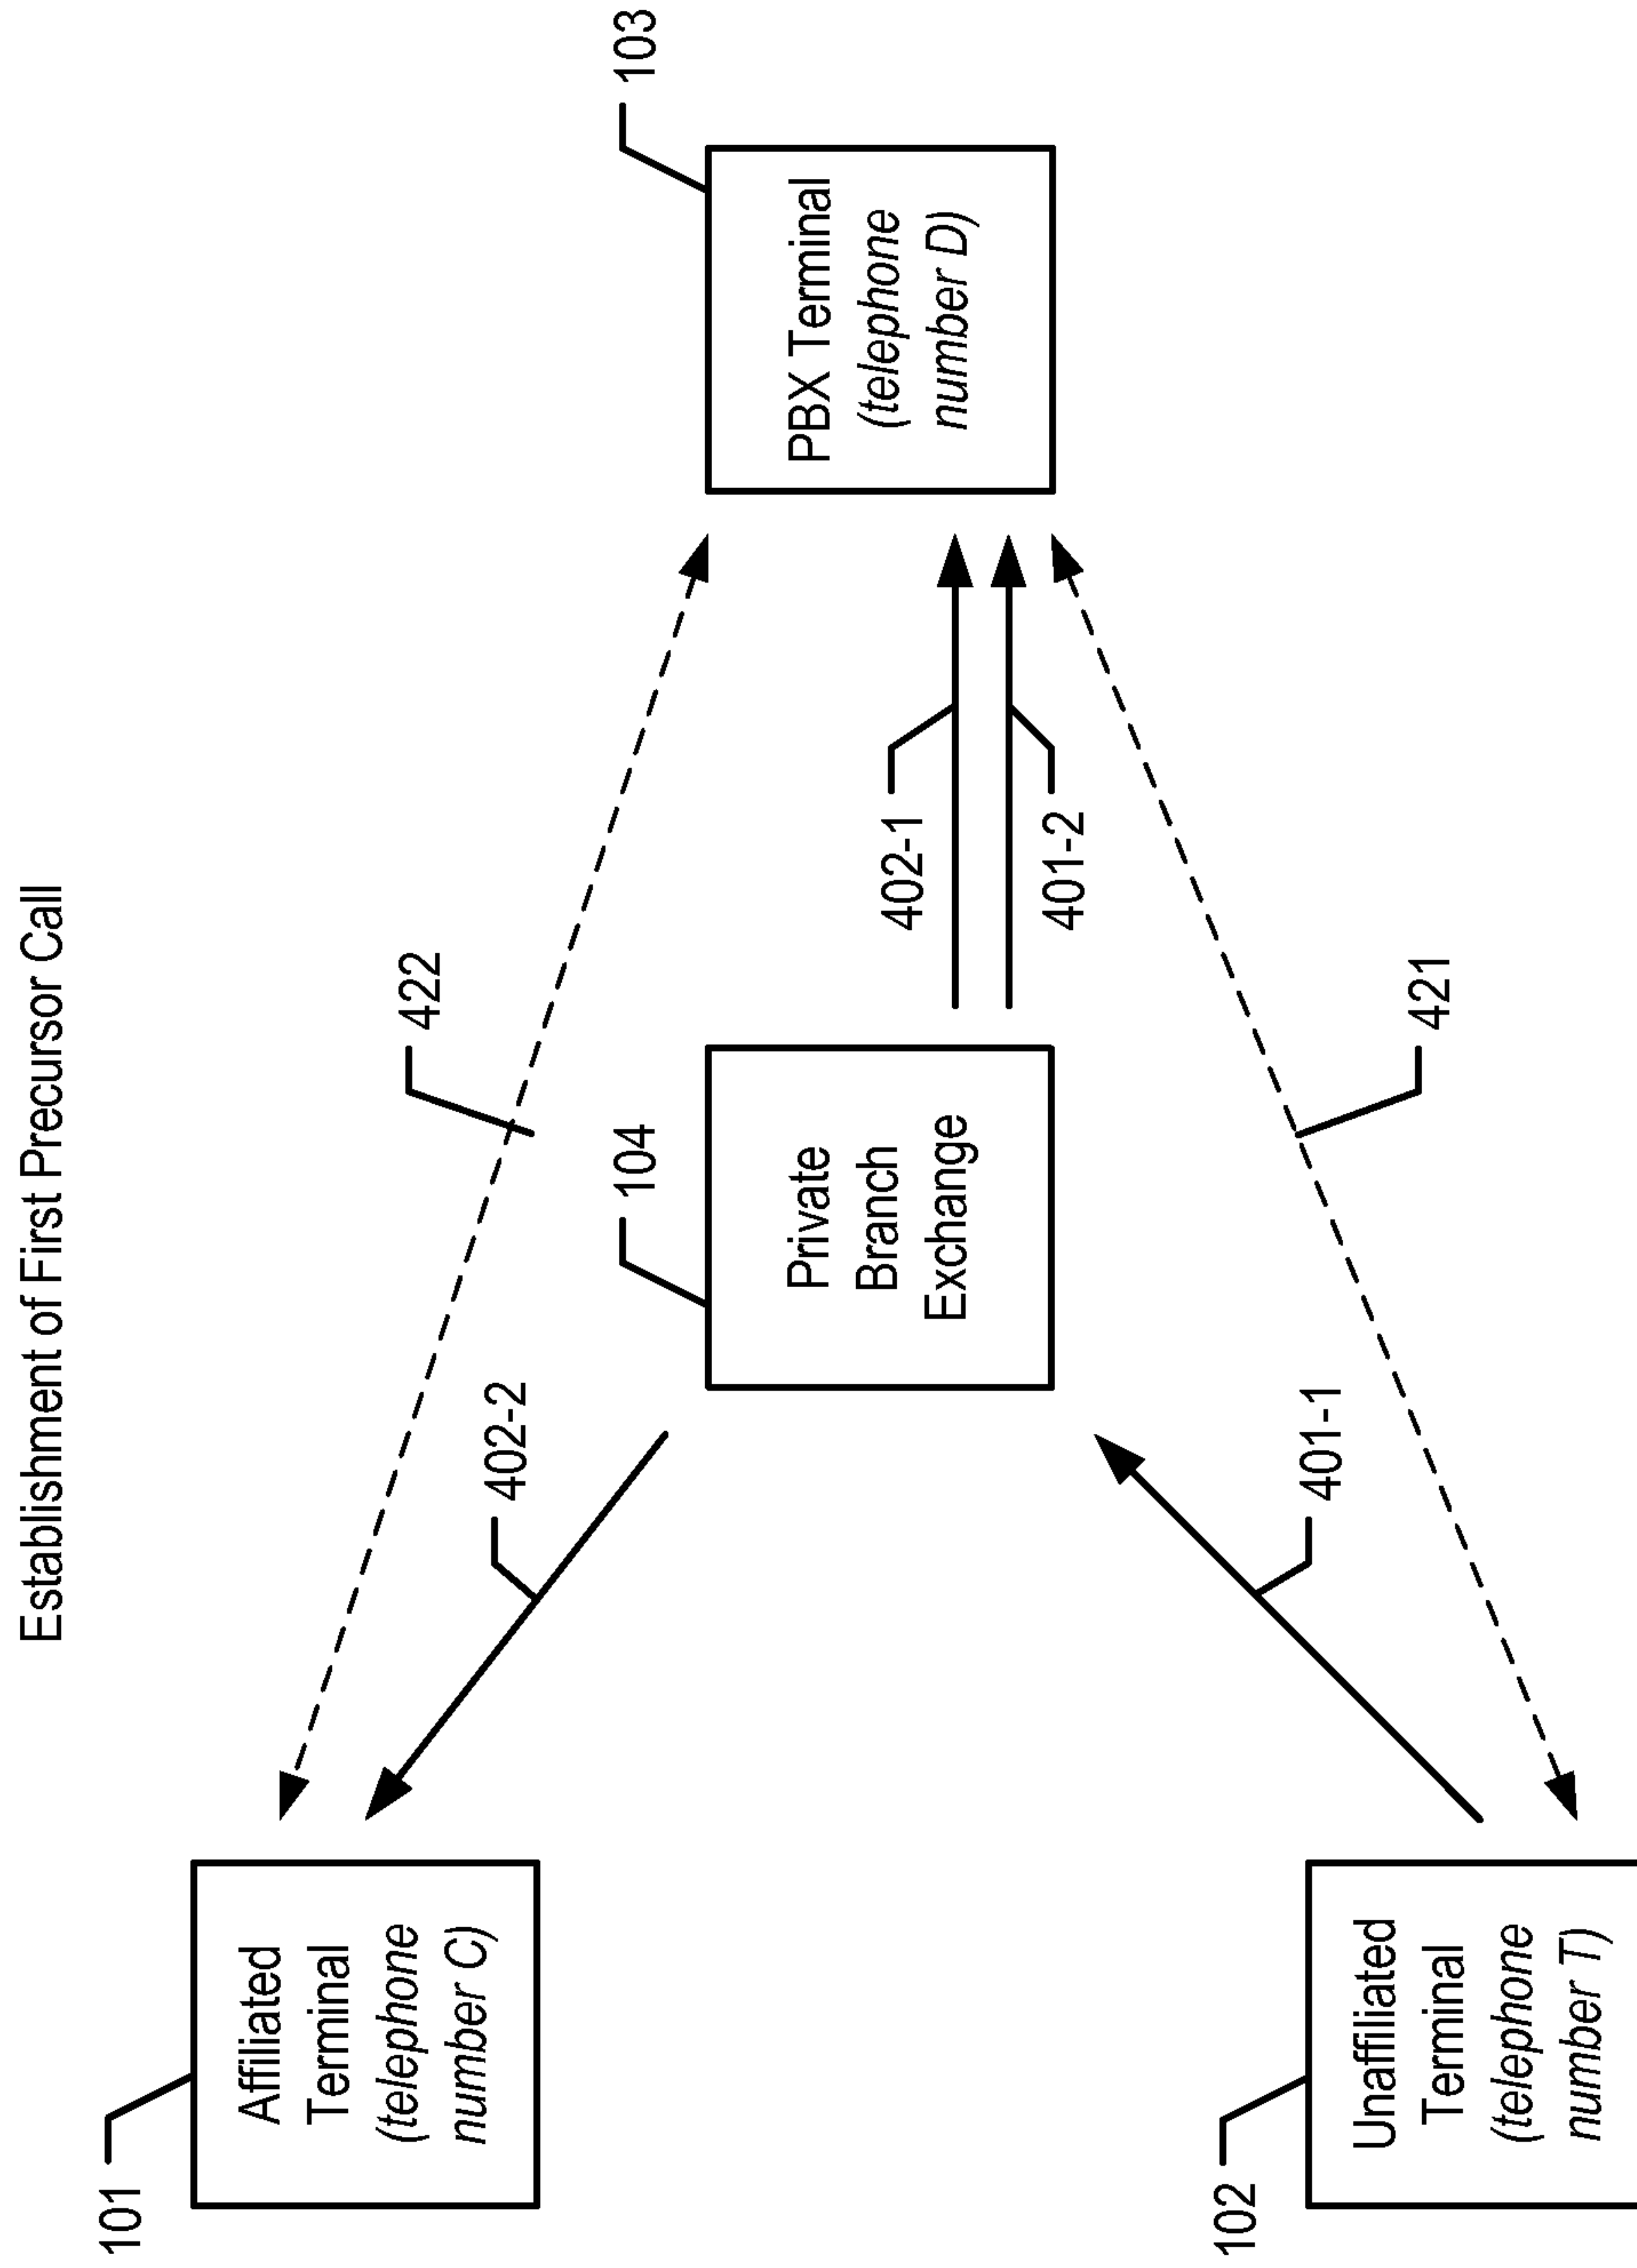 Establishment of First Precursor Call
101
Affiliated
Terminal
(telephone
number C)
402-2
422
104
Private
Branch
Exchange
402-1
401-2
103
PBX Terminal
(telephone
number D)
102
Unaffiliated
Terminal
(telephone
number T)
401-1
421